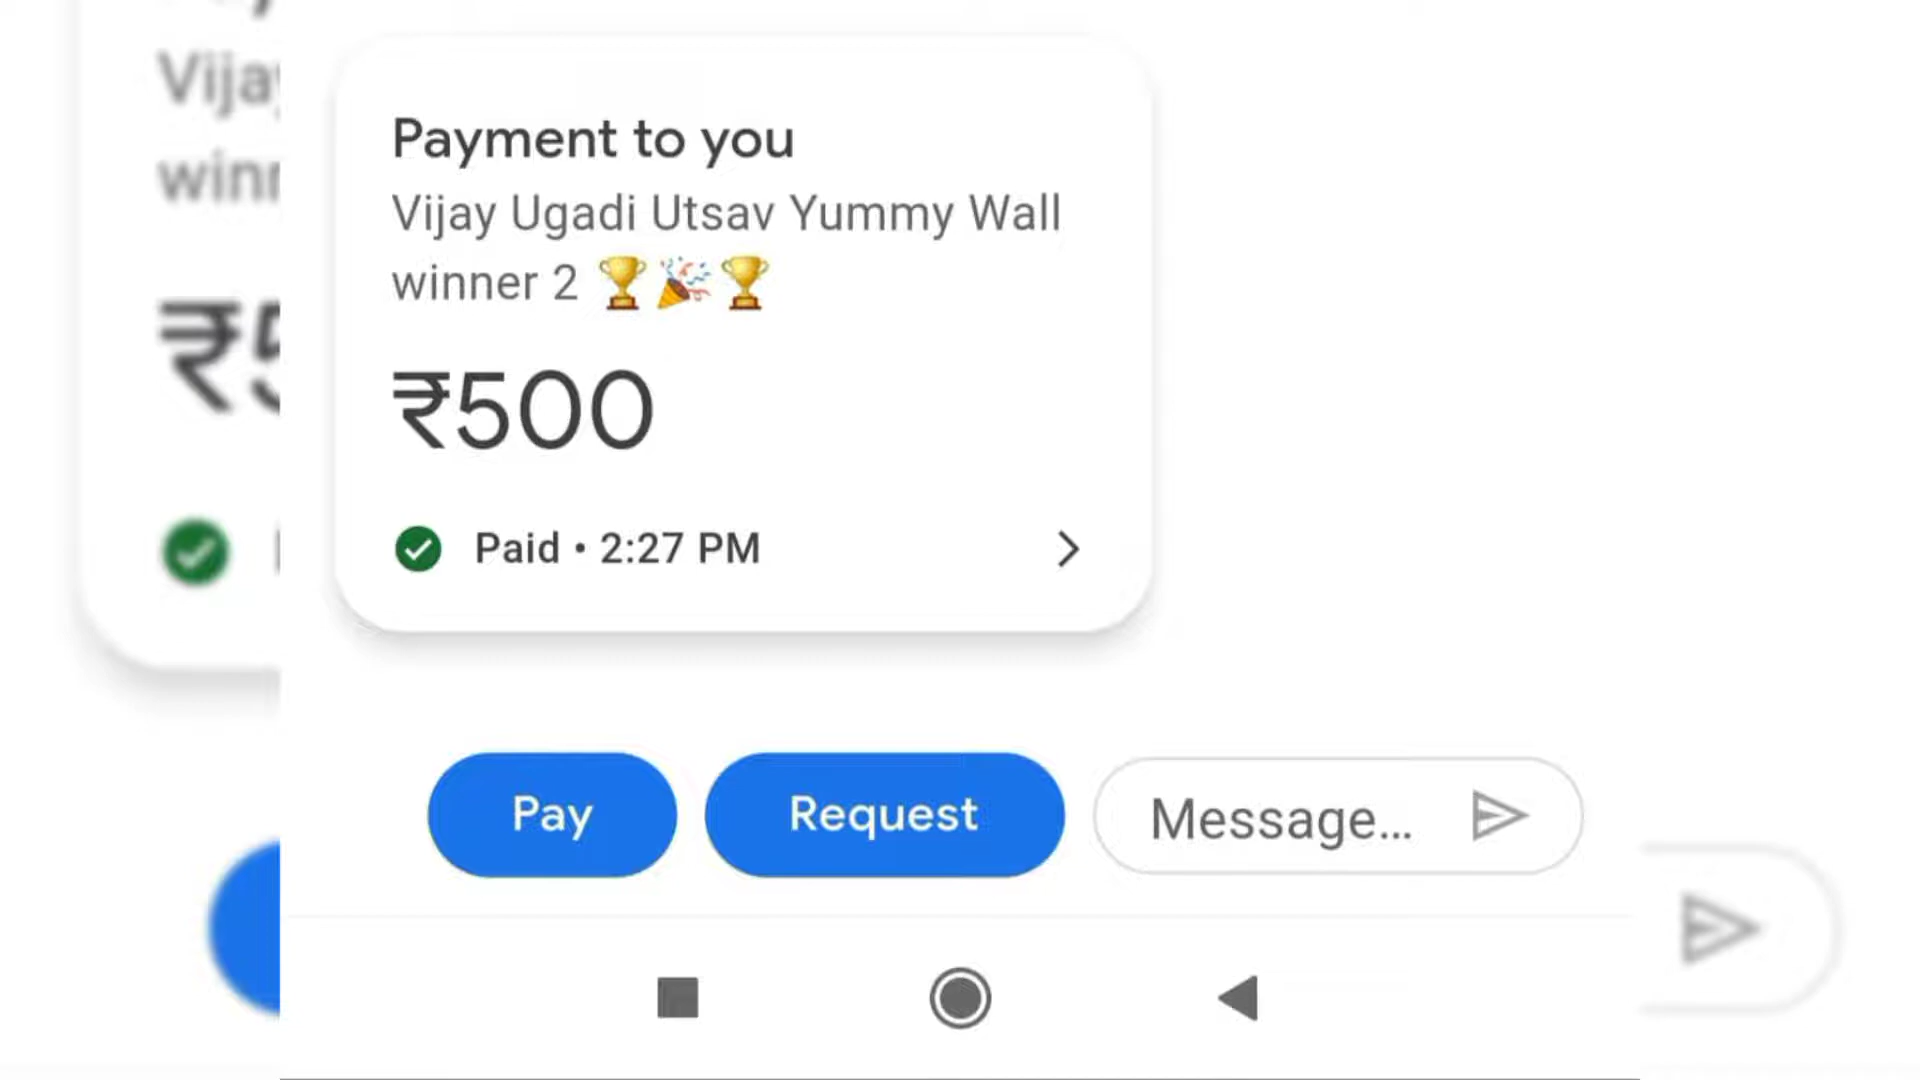 Payment to you
Vijay Ugadi Utsav Yummy Wall
winner 2 🏆🎉🏆
₹500
Paid • 2:27 PM
Pay
Request
Message...